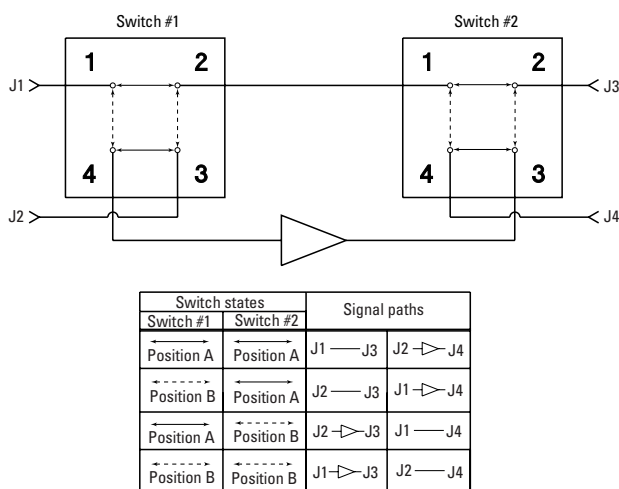 Switch #1
Switch #2
1 2
1 2
J1
J3
4 3
4 3
J2
J4
Switch states
Signal paths
Switch #1
Switch #2
Position A
Position A
J1 J3
J2 J4
Position B
Position A
J2 J3
J1 J4
Position A
Position B
J2 J3
J1 J4
Position B
Position B
J1 J3
J2 J4